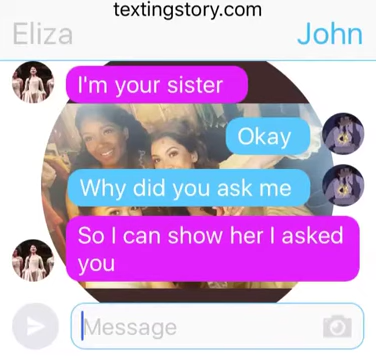 textingstory.com
Eliza
John
I'm your sister
Okay
Why did you ask me
So I can show her I asked
you
Message